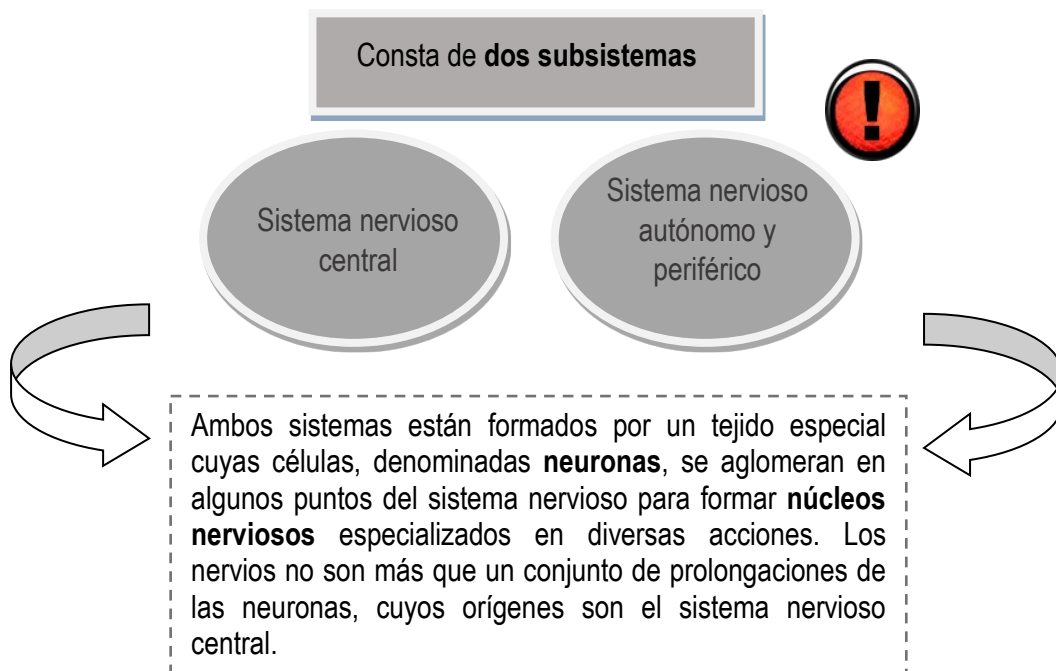 Consta de dos subsistemas
Sistema nervioso
central
Sistema nervioso
autónomo y
periférico
Ambos sistemas están formados por un tejido especial
cuyas células, denominadas neuronas, se aglomeran en
algunos puntos del sistema nervioso para formar núcleos
nerviosos especializados en diversas acciones. Los
nervios no son más que un conjunto de prolongaciones de
las neuronas, cuyos orígenes son el sistema nervioso
central.